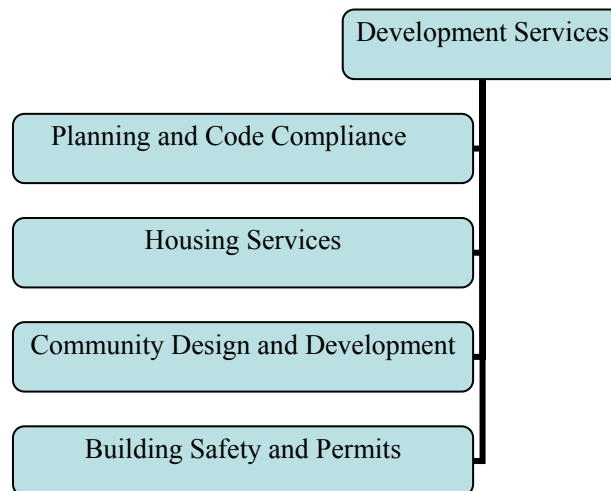 Development Services
Planning and Code Compliance
Housing Services
Community Design and Development
Building Safety and Permits